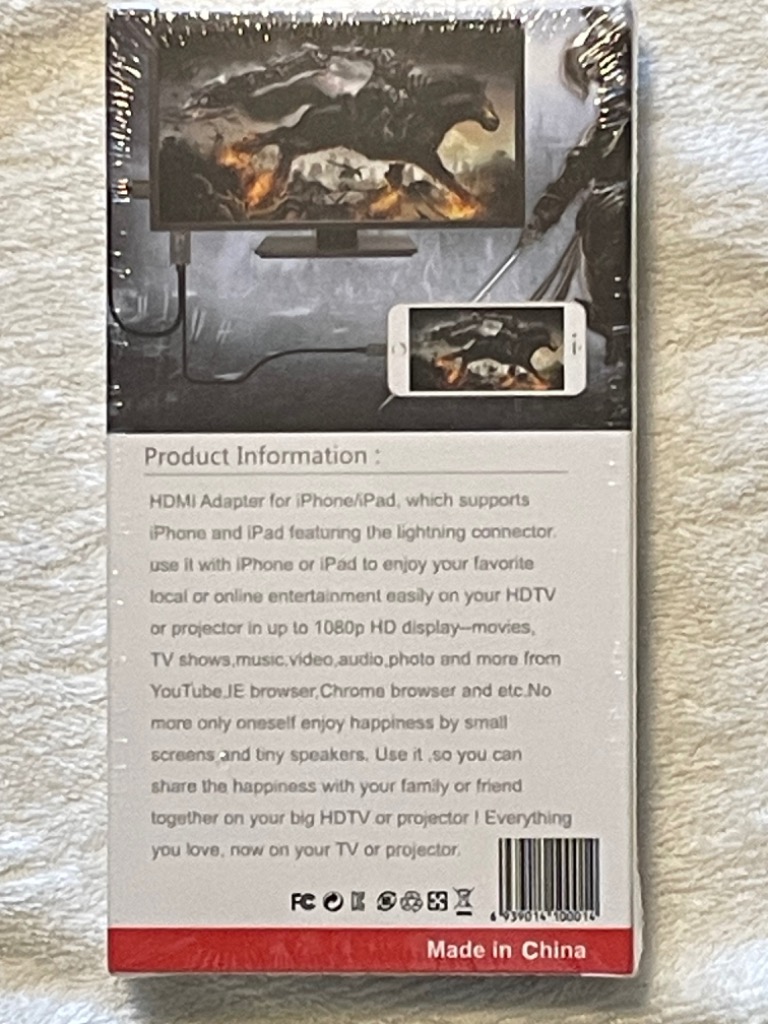 Product Information :
HDMI Adapter for iPhone/iPad, which supports
iPhone and iPad featuring the lightning connector.
use it with iPhone or iPad to enjoy your favorite
local or online entertainment easily on your HDTV
or projector in up to 1080p HD display—movies,
TV shows,music,video,audio,photo and more from
YouTube,IE browser,Chrome browser and etc.No
more only oneself enjoy happiness by small
screens and tiny speakers. Use it ,so you can
share the happiness with your family or friend
together on your big HDTV or projector ! Everything
you love, now on your TV or projector.
FC
6 939014 100014
Made in China